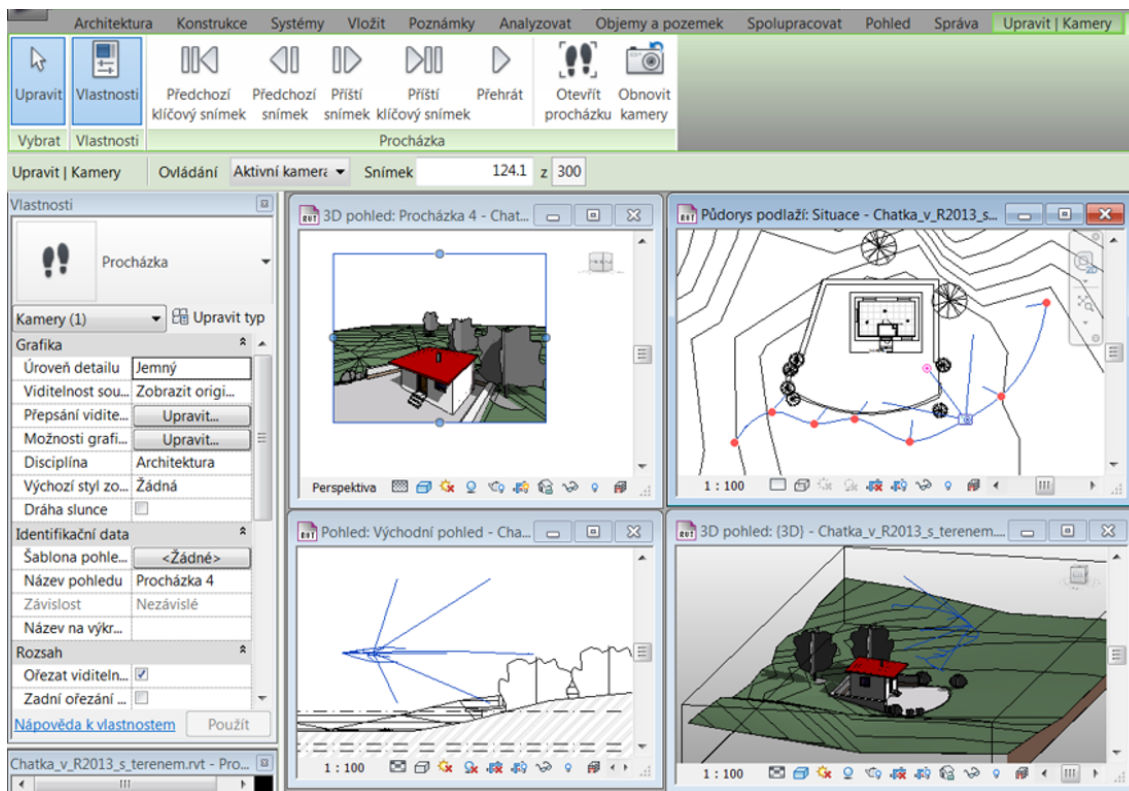 Architektura Konstrukce Systémy Vložit Poznámky Analyzovat Objemy a pozemek Spolupracovat Pohled Správa Upravit | Kamery
Upravit Vlastnosti Předchozí klíčový snímek Předchozí snímek Příští snímek Příští klíčový snímek Přehrát Otevřít procházku Obnovit kamery
Vybrat Vlastnosti Procházka
Upravit | Kamery Ovládání Aktivní kamera Snímek 124.1 z 300
Vlastnosti
Procházka
Kamery (1) Upravit typ
Grafika
Úroveň detailu Jemný
Viditelnost sou... Zobrazit origi...
Přepsání vidite... Upravit...
Možnosti grafi... Upravit...
Disciplína Architektura
Výchozí styl zo... Žádná
Dráha slunce
Identifikační data
Šablona pohle... <Žádné>
Název pohledu Procházka 4
Závislost Nezávislé
Název na výkr...
Rozsah
Ořezat viditeln...
Zadní ořezání ...
Nápověda k vlastnostem Použít
Chatka_v_R2013_s_terenem.rvt - Pro...
3D pohled: Procházka 4 - Chat...
Perspektiva
Půdorys podlaží: Situace - Chatka_v_R2013_s...
2D
1 : 100
Pohled: Východní pohled - Cha...
1 : 100
3D pohled: {3D} - Chatka_v_R2013_s_terenem....
1 : 100